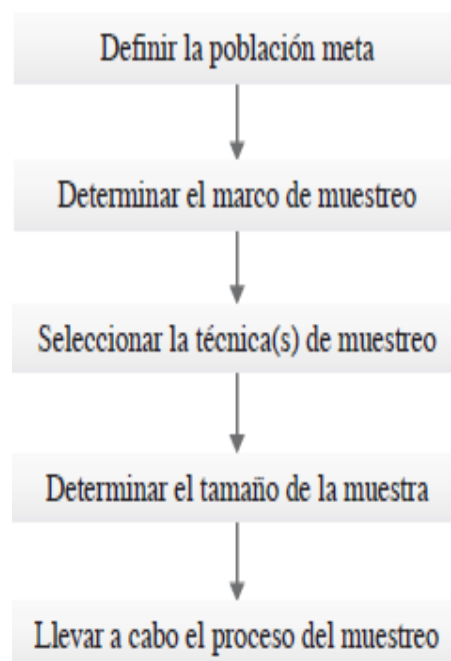 Definir la población meta
Determinar el marco de muestreo
Seleccionar la técnica(s) de muestreo
Determinar el tamaño de la muestra
Llevar a cabo el proceso del muestreo